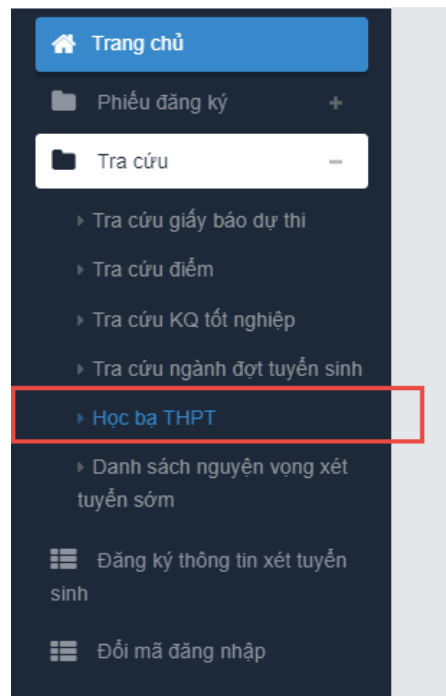 Trang chủ
Phiếu đăng ký +
Tra cứu −
Tra cứu giấy báo dự thi
Tra cứu điểm
Tra cứu KQ tốt nghiệp
Tra cứu ngành đợt tuyển sinh
Học bạ THPT
Danh sách nguyện vọng xét
tuyển sớm
Đăng ký thông tin xét tuyển
sinh
Đổi mã đăng nhập